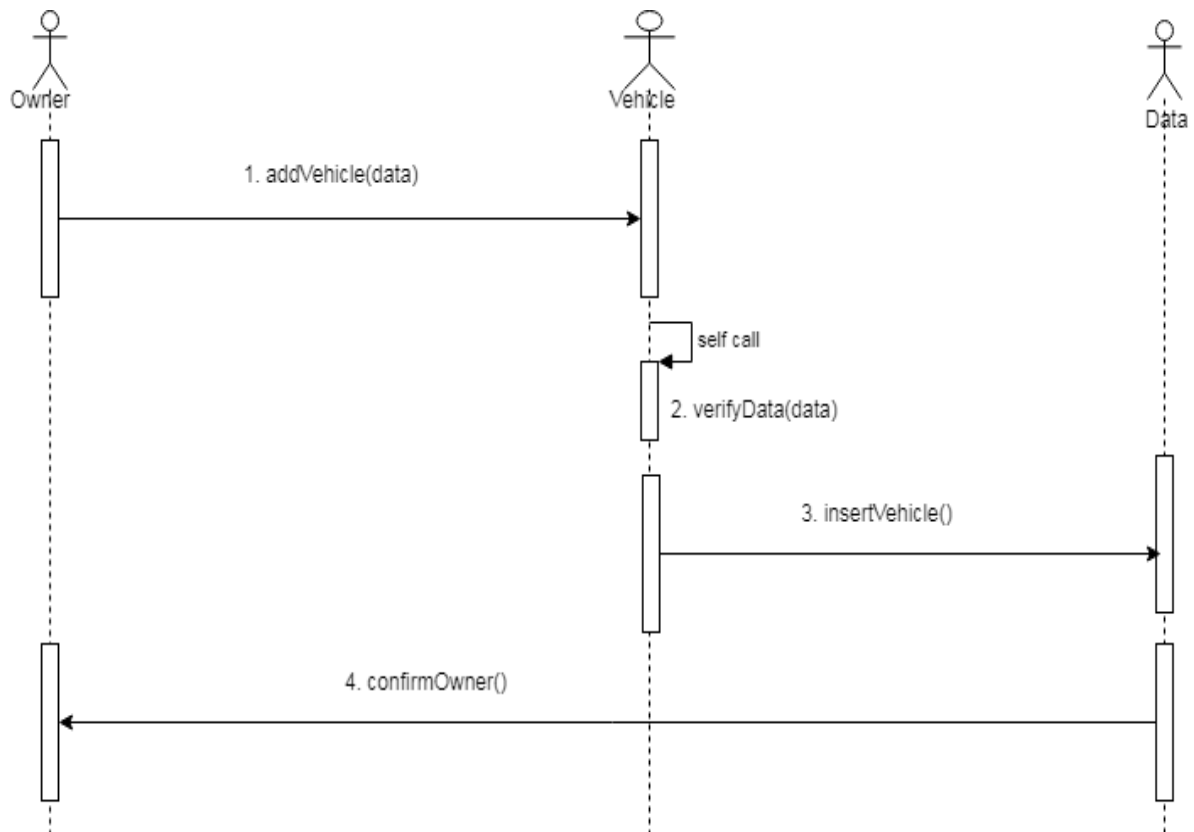 Owner
Vehicle
Data
1. addVehicle(data)
self call
2. verifyData(data)
3. insertVehicle()
4. confirmOwner()